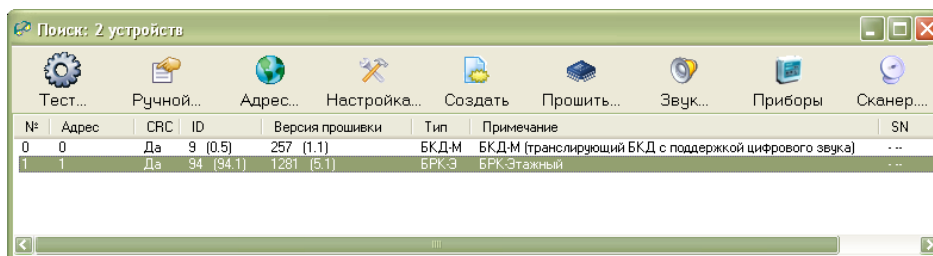 Поиск: 2 устройств
Тест... Ручной... Адрес... Настройка... Создать Прошить... Звук... Приборы Сканер....
№ Адрес CRC ID Версия прошивки Тип Примечание SN
0 0 Да 9 (0.5) 257 (1.1) БКД-М БКД-М (транслирующий БКД с поддержкой цифрового звука) - --
1 1 Да 94 (94.1) 1281 (5.1) БРК-Э БРК-Этажный - --